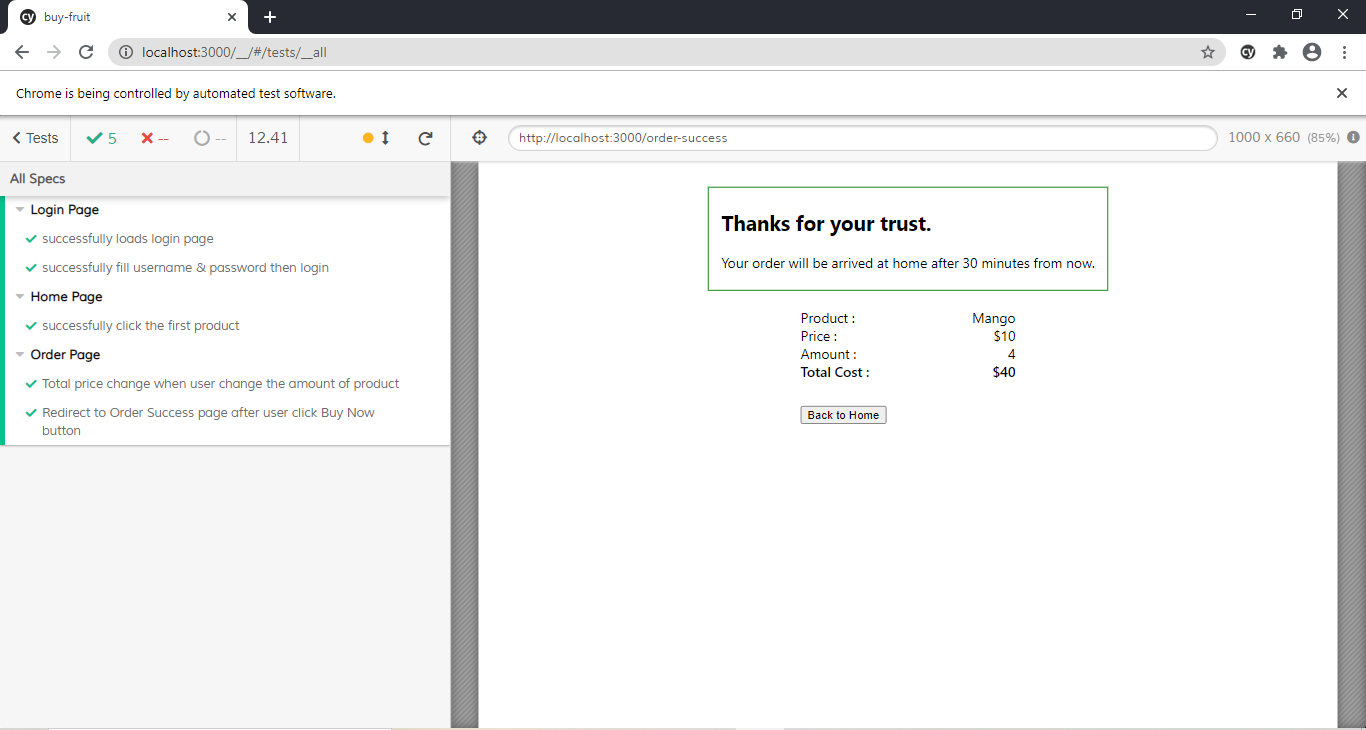 cy buy-fruit
localhost:3000/__/#/tests/__all
cy
Chrome is being controlled by automated test software.
Tests 5 -- -- 12.41
http://localhost:3000/order-success
1000 x 660 (85%)
All Specs
Login Page
successfully loads login page
successfully fill username & password then login
Home Page
successfully click the first product
Order Page
Total price change when user change the amount of product
Redirect to Order Success page after user click Buy Now
button
Thanks for your trust.
Your order will be arrived at home after 30 minutes from now.
Product : Mango
Price : $10
Amount : 4
Total Cost : $40
Back to Home